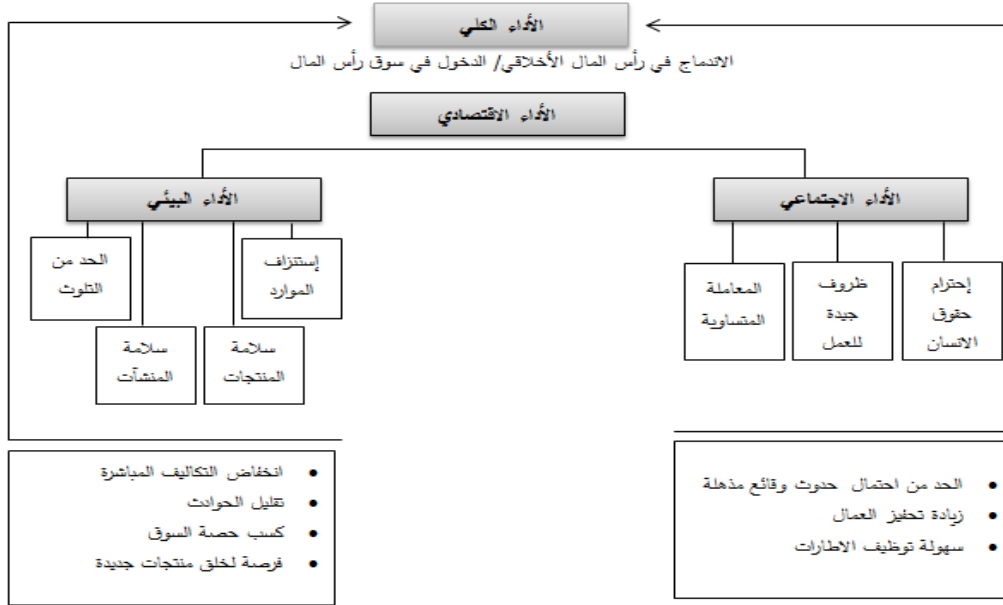 الأداء الكلي
الاندماج في رأس المال الأخلاقي/ الدخول في سوق رأس المال
الأداء الاقتصادي
الأداء الاجتماعي
إحترام
حقوق
الانسان
ظروف
جيدة
للعمل
المعاملة
المتساوية
الأداء البيئي
إستنزاف
الموارد
سلامة
المنتجات
سلامة
المنشآت
الحد من
التلوث
• الحد من احتمال حدوث وقائع مذهلة
• زيادة تحفيز العمال
• سهولة توظيف الاطارات
• انخفاض التكاليف المباشرة
• تقليل الحوادث
• كسب حصة السوق
• فرصة لخلق منتجات جديدة